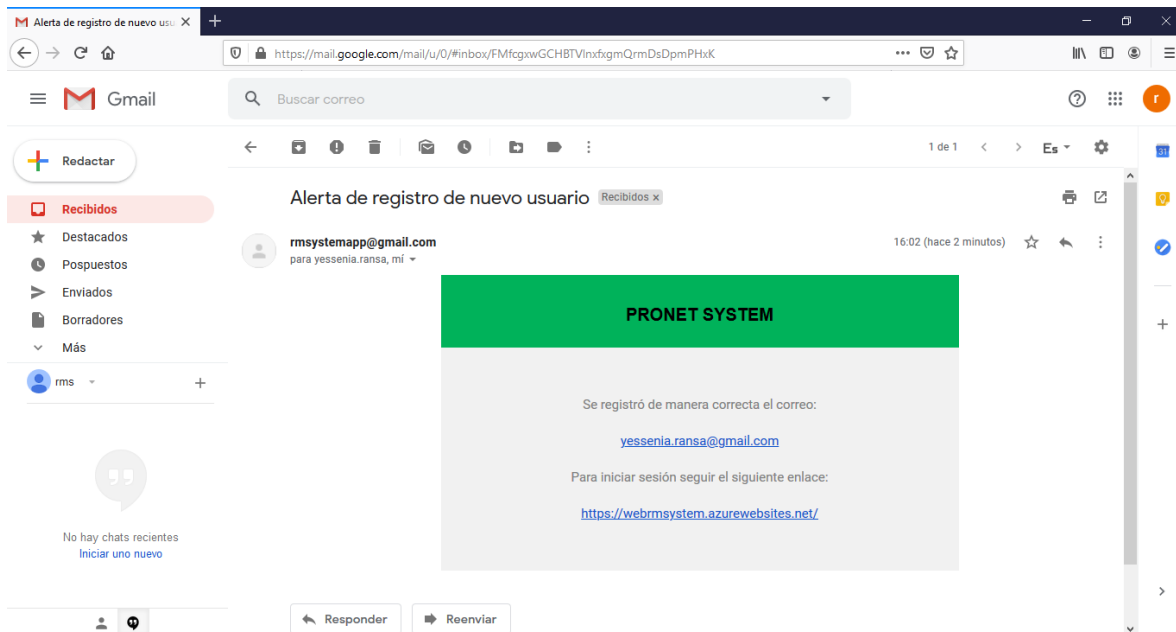 Alerta de registro de nuevo usu
https://mail.google.com/mail/u/0/#inbox/FMfcgxwGCHBTVlnxfxgmQrmDsDpmPHxK
Gmail
Buscar correo
r
Redactar
1 de 1
Es
31
Alerta de registro de nuevo usuario Recibidos x
Recibidos
Destacados
Pospuestos
Enviados
Borradores
Más
rms
rmsystemapp@gmail.com
16:02 (hace 2 minutos)
para yessenia.ransa, mí
PRONET SYSTEM
Se registró de manera correcta el correo:
yessenia.ransa@gmail.com
Para iniciar sesión seguir el siguiente enlace:
https://webrmsystem.azurewebsites.net/
No hay chats recientes
Iniciar uno nuevo
Responder
Reenviar